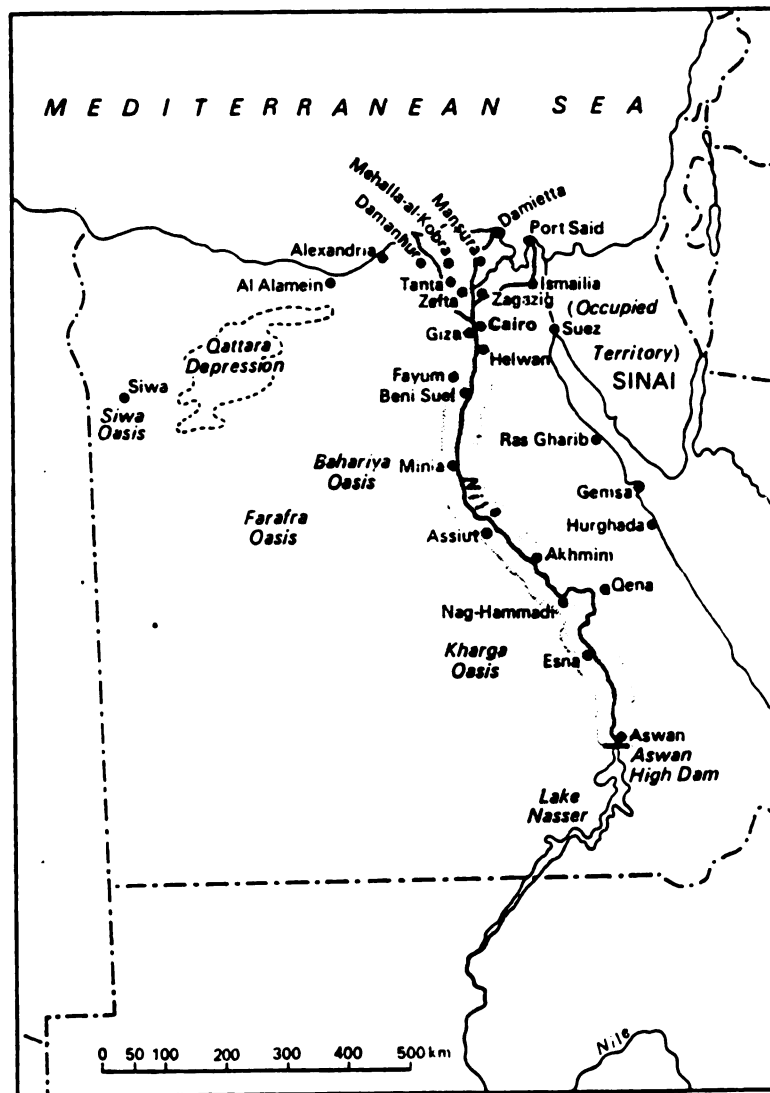 MEDITERRANEAN SEA
Mehalla-al-Kobra
Damanhur
Mansura
Damietta
Port Said
Alexandria
Al Alamein
Tanta
Zefta
Zagazig
Ismailia
(Occupied
Territory)
SINAI
Giza
Cairo
Suez
Helwan
Qattara
Depression
Siwa
Siwa
Oasis
Fayum
Beni Suef
Ras Gharib
Bahariya
Oasis
Minia
Nile
Gemsa
Hurghada
Farafra
Oasis
Assiut
Akhmim
Qena
Nag-Hammadi
Kharga
Oasis
Esna
Aswan
Aswan
High Dam
Lake
Nasser
Nile
0 50 100 200 300 400 500 km